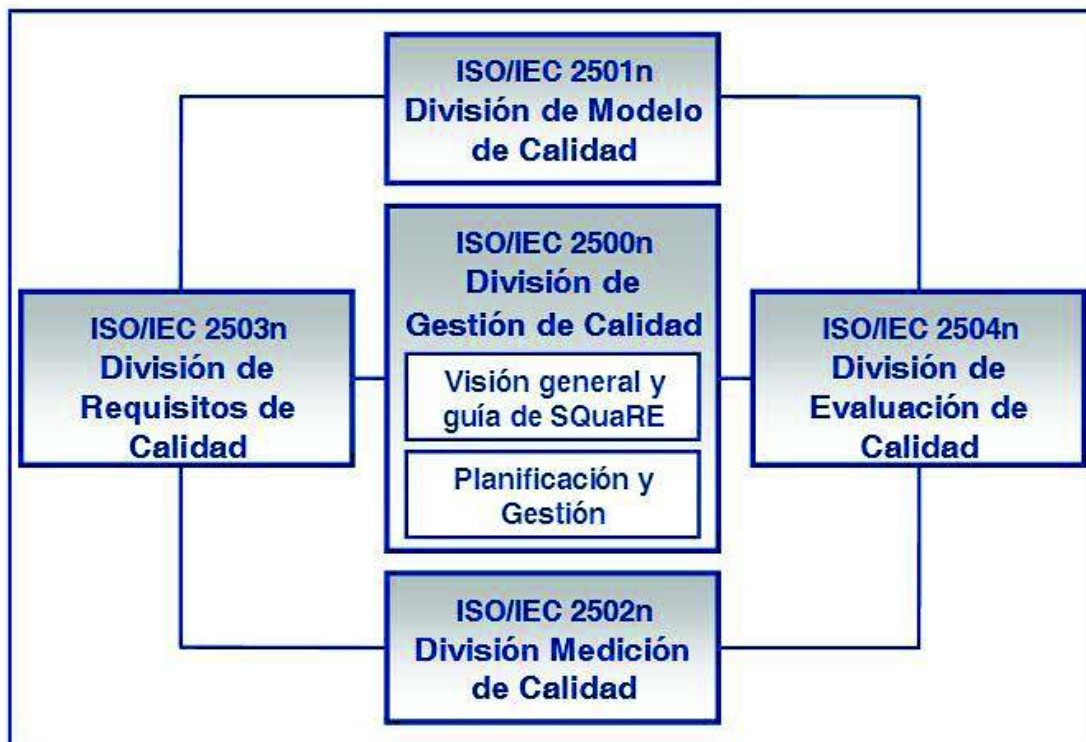 ISO/IEC 2501n
División de Modelo
de Calidad
ISO/IEC 2500n
División de
Gestión de Calidad
Visión general y
guía de SQuaRE
Planificación y
Gestión
ISO/IEC 2503n
División de
Requisitos de
Calidad
ISO/IEC 2504n
División de
Evaluación de
Calidad
ISO/IEC 2502n
División Medición
de Calidad